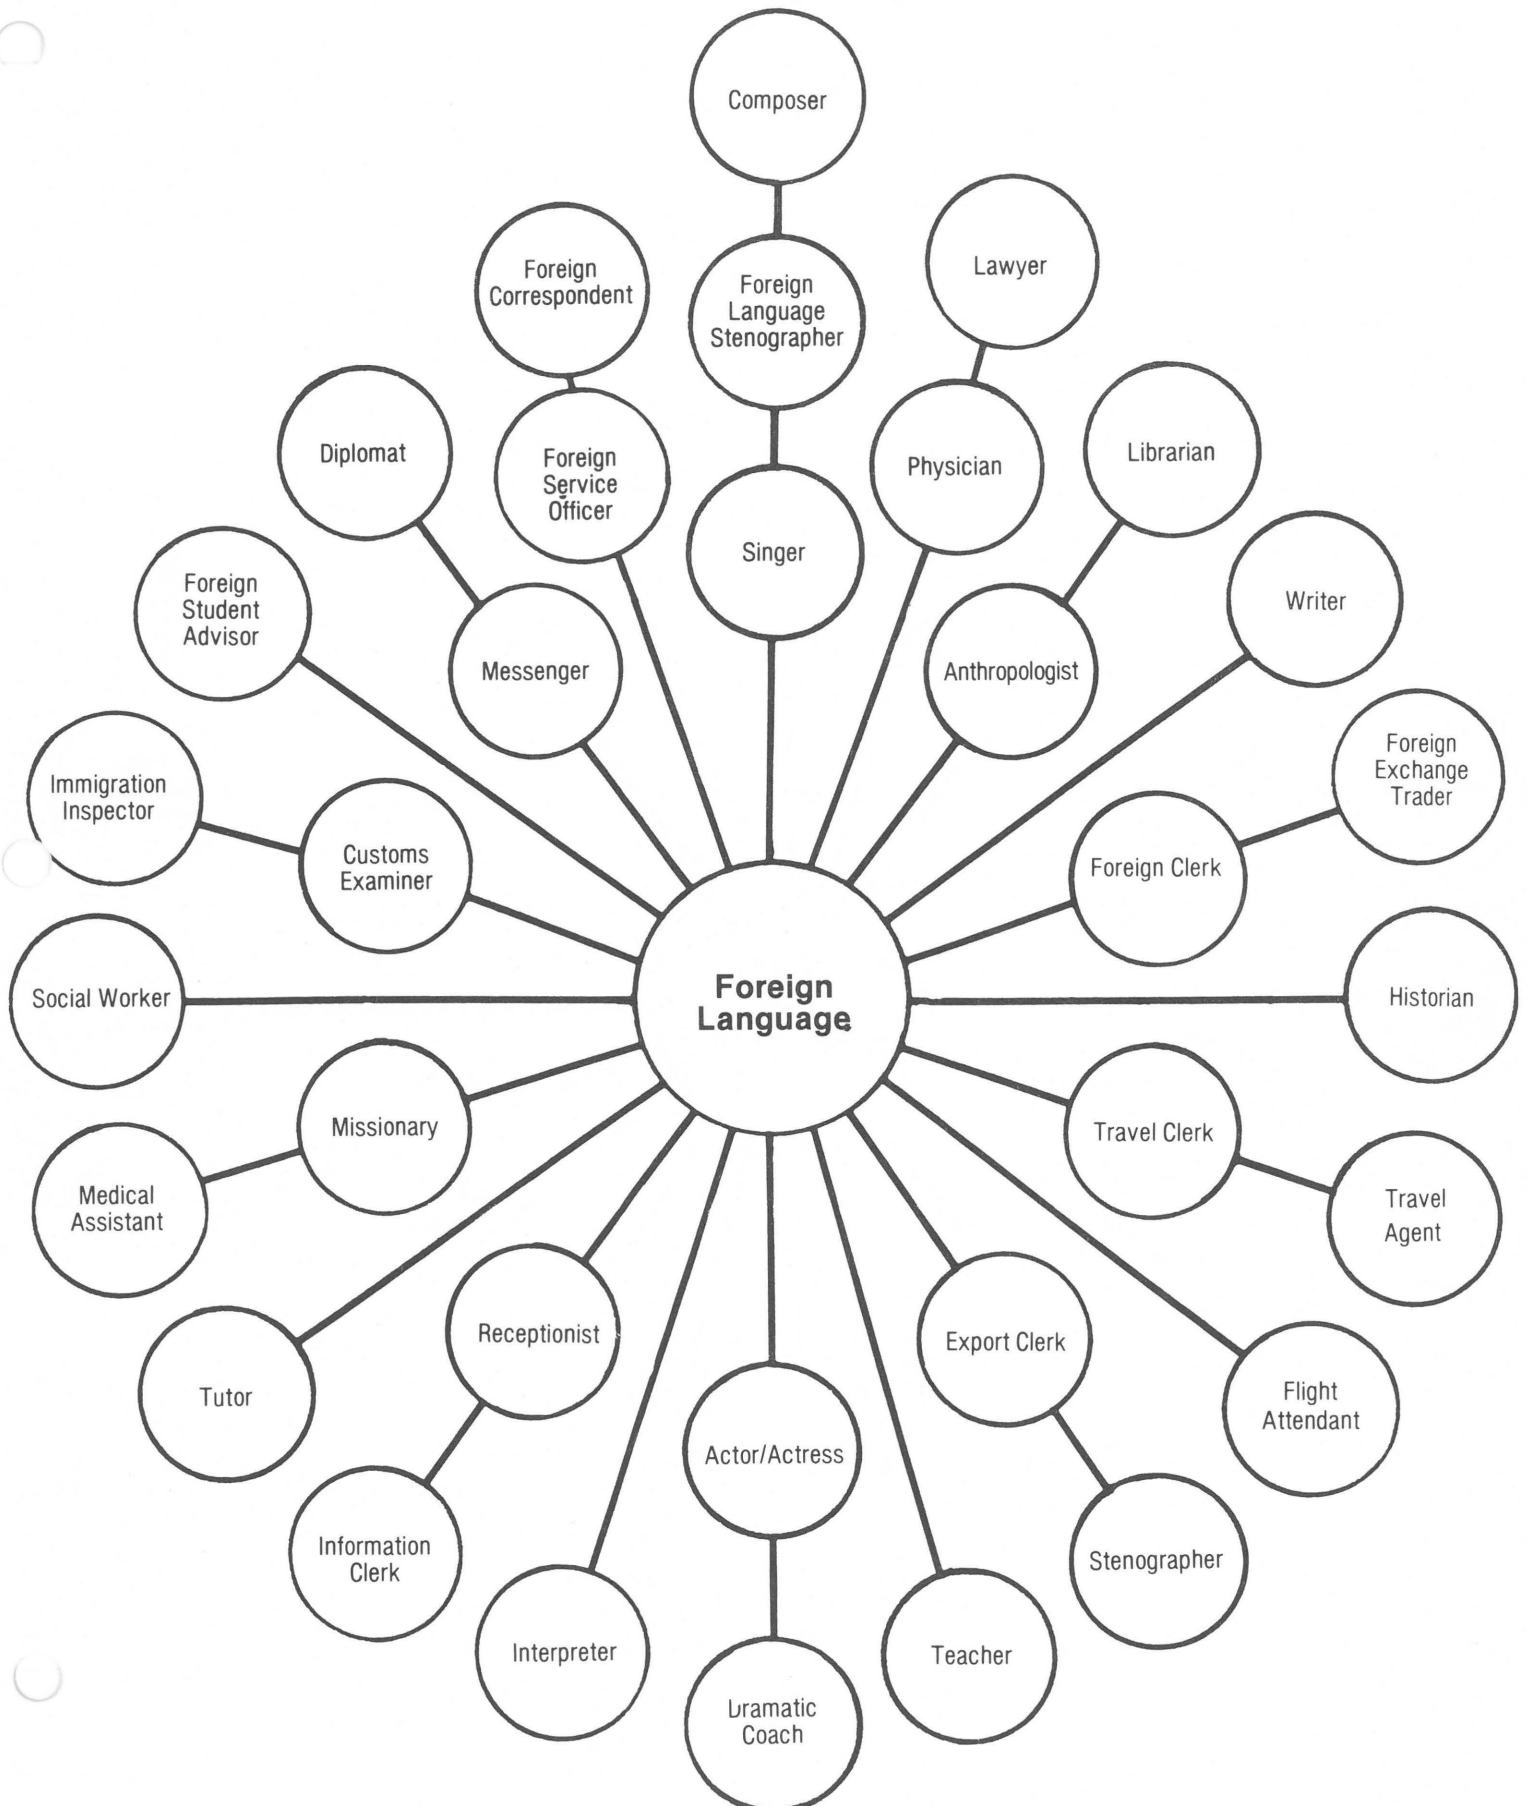 Composer
Foreign
Correspondent
Foreign
Language
Stenographer
Lawyer
Diplomat
Foreign
Service
Officer
Singer
Physician
Librarian
Foreign
Student
Advisor
Messenger
Anthropologist
Writer
Immigration
Inspector
Customs
Examiner
Foreign Clerk
Foreign
Exchange
Trader
Social Worker
Foreign
Language
Historian
Medical
Assistant
Missionary
Travel Clerk
Travel
Agent
Tutor
Receptionist
Export Clerk
Flight
Attendant
Information
Clerk
Actor/Actress
Stenographer
Interpreter
Dramatic
Coach
Teacher